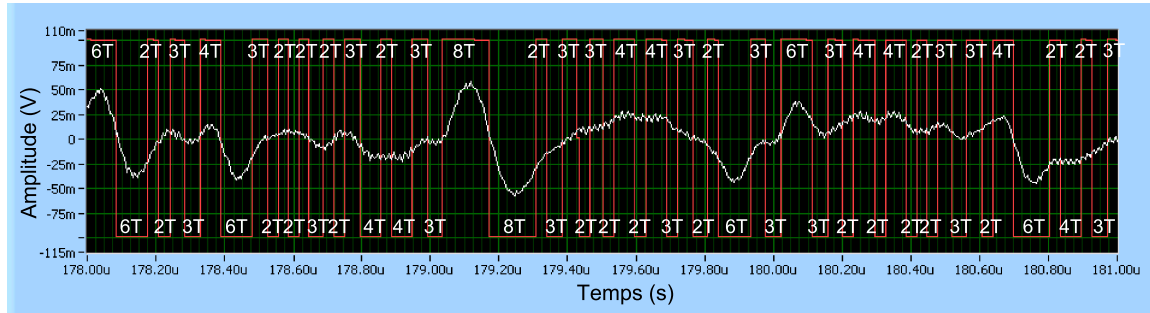 110m
6T 2T 3T 4T 3T 2T 2T 2T 3T 2T 3T 8T 2T 3T 3T 4T 4T 3T 2T 3T 6T 3T 4T 4T 2T 3T 3T 4T 2T 2T 3T
75m
50m
25m
0
-25m
-50m
-75m
6T 2T 3T 6T 2T 2T 3T 2T 4T 4T 3T 8T 3T 2T 2T 2T 3T 2T 6T 3T 3T 2T 2T 2T 2T 3T 2T 6T 4T 3T
-115m
Amplitude (V)
178.00u 178.20u 178.40u 178.60u 178.80u 179.00u 179.20u 179.40u 179.60u 179.80u 180.00u 180.20u 180.40u 180.60u 180.80u 181.00u
Temps (s)